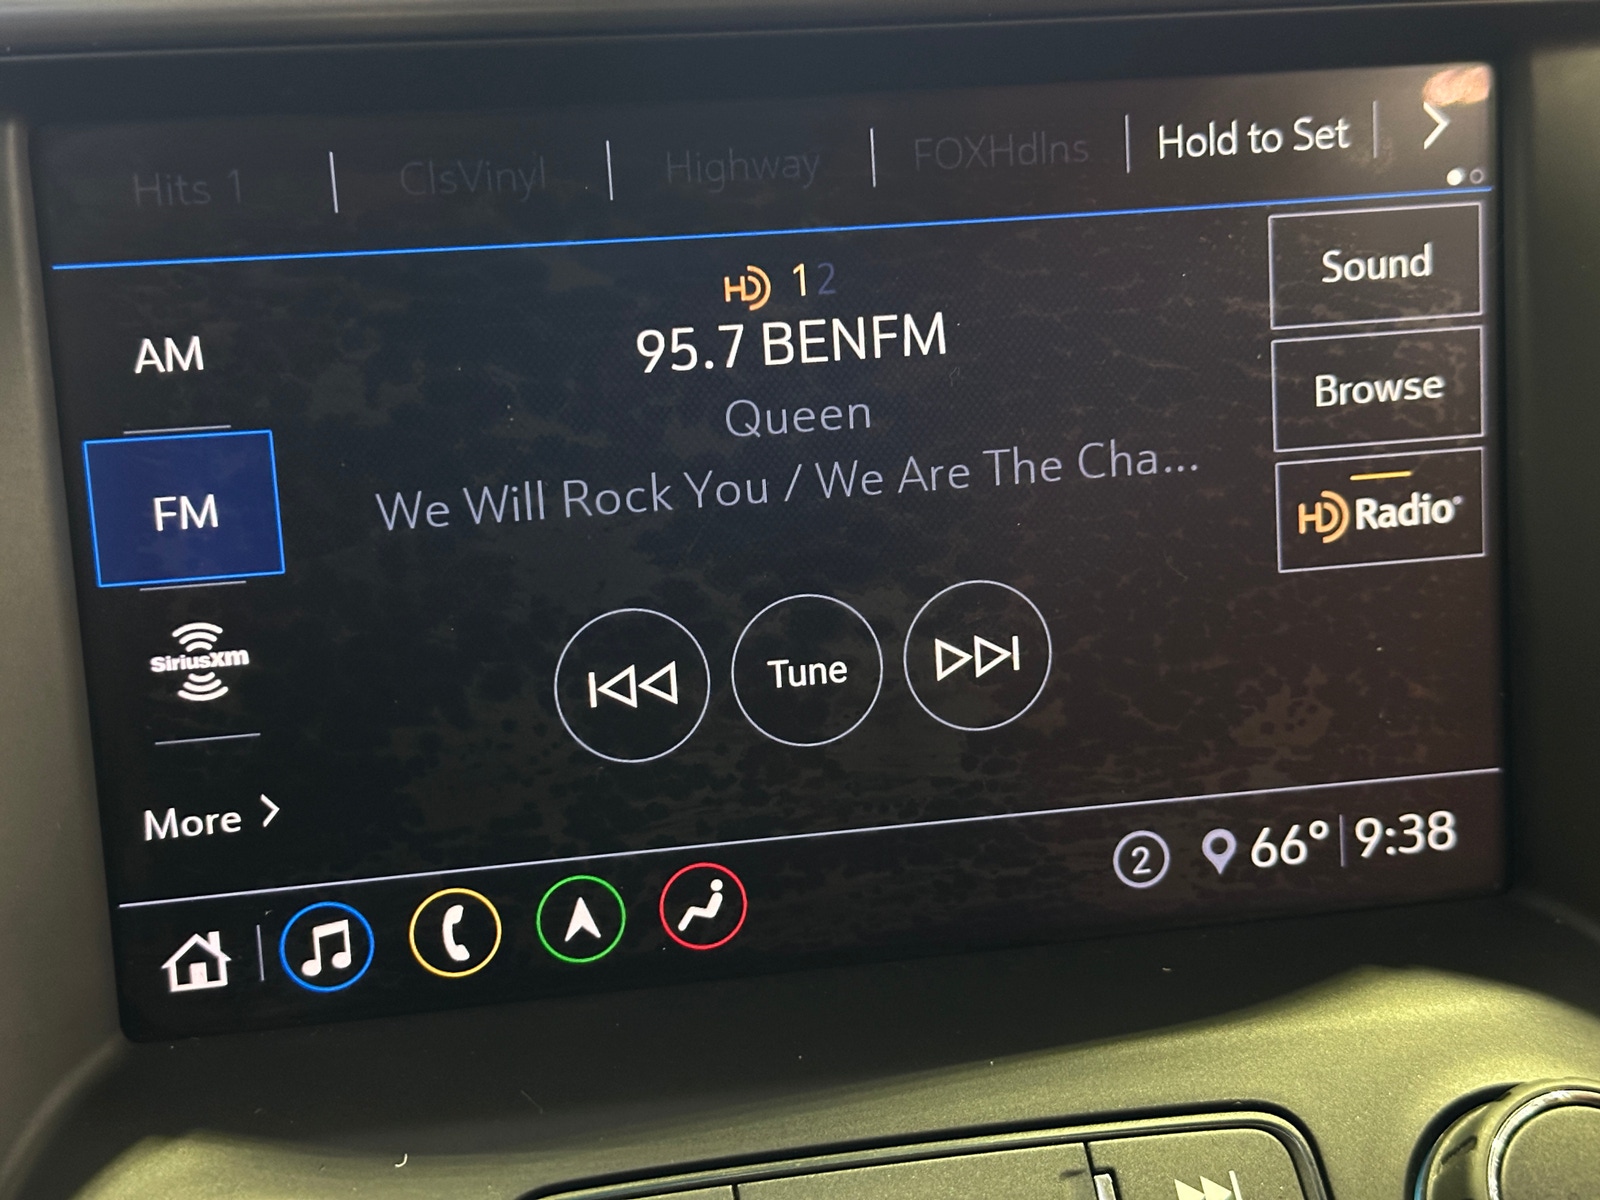 Hits 1 | ClsVinyl | Highway | FOXHdlns | Hold to Set
HD 1 2
95.7 BENFM
Queen
We Will Rock You / We Are The Cha...
AM
FM
SiriusXM
More
Tune
Sound
Browse
HD Radio®
2 66° 9:38